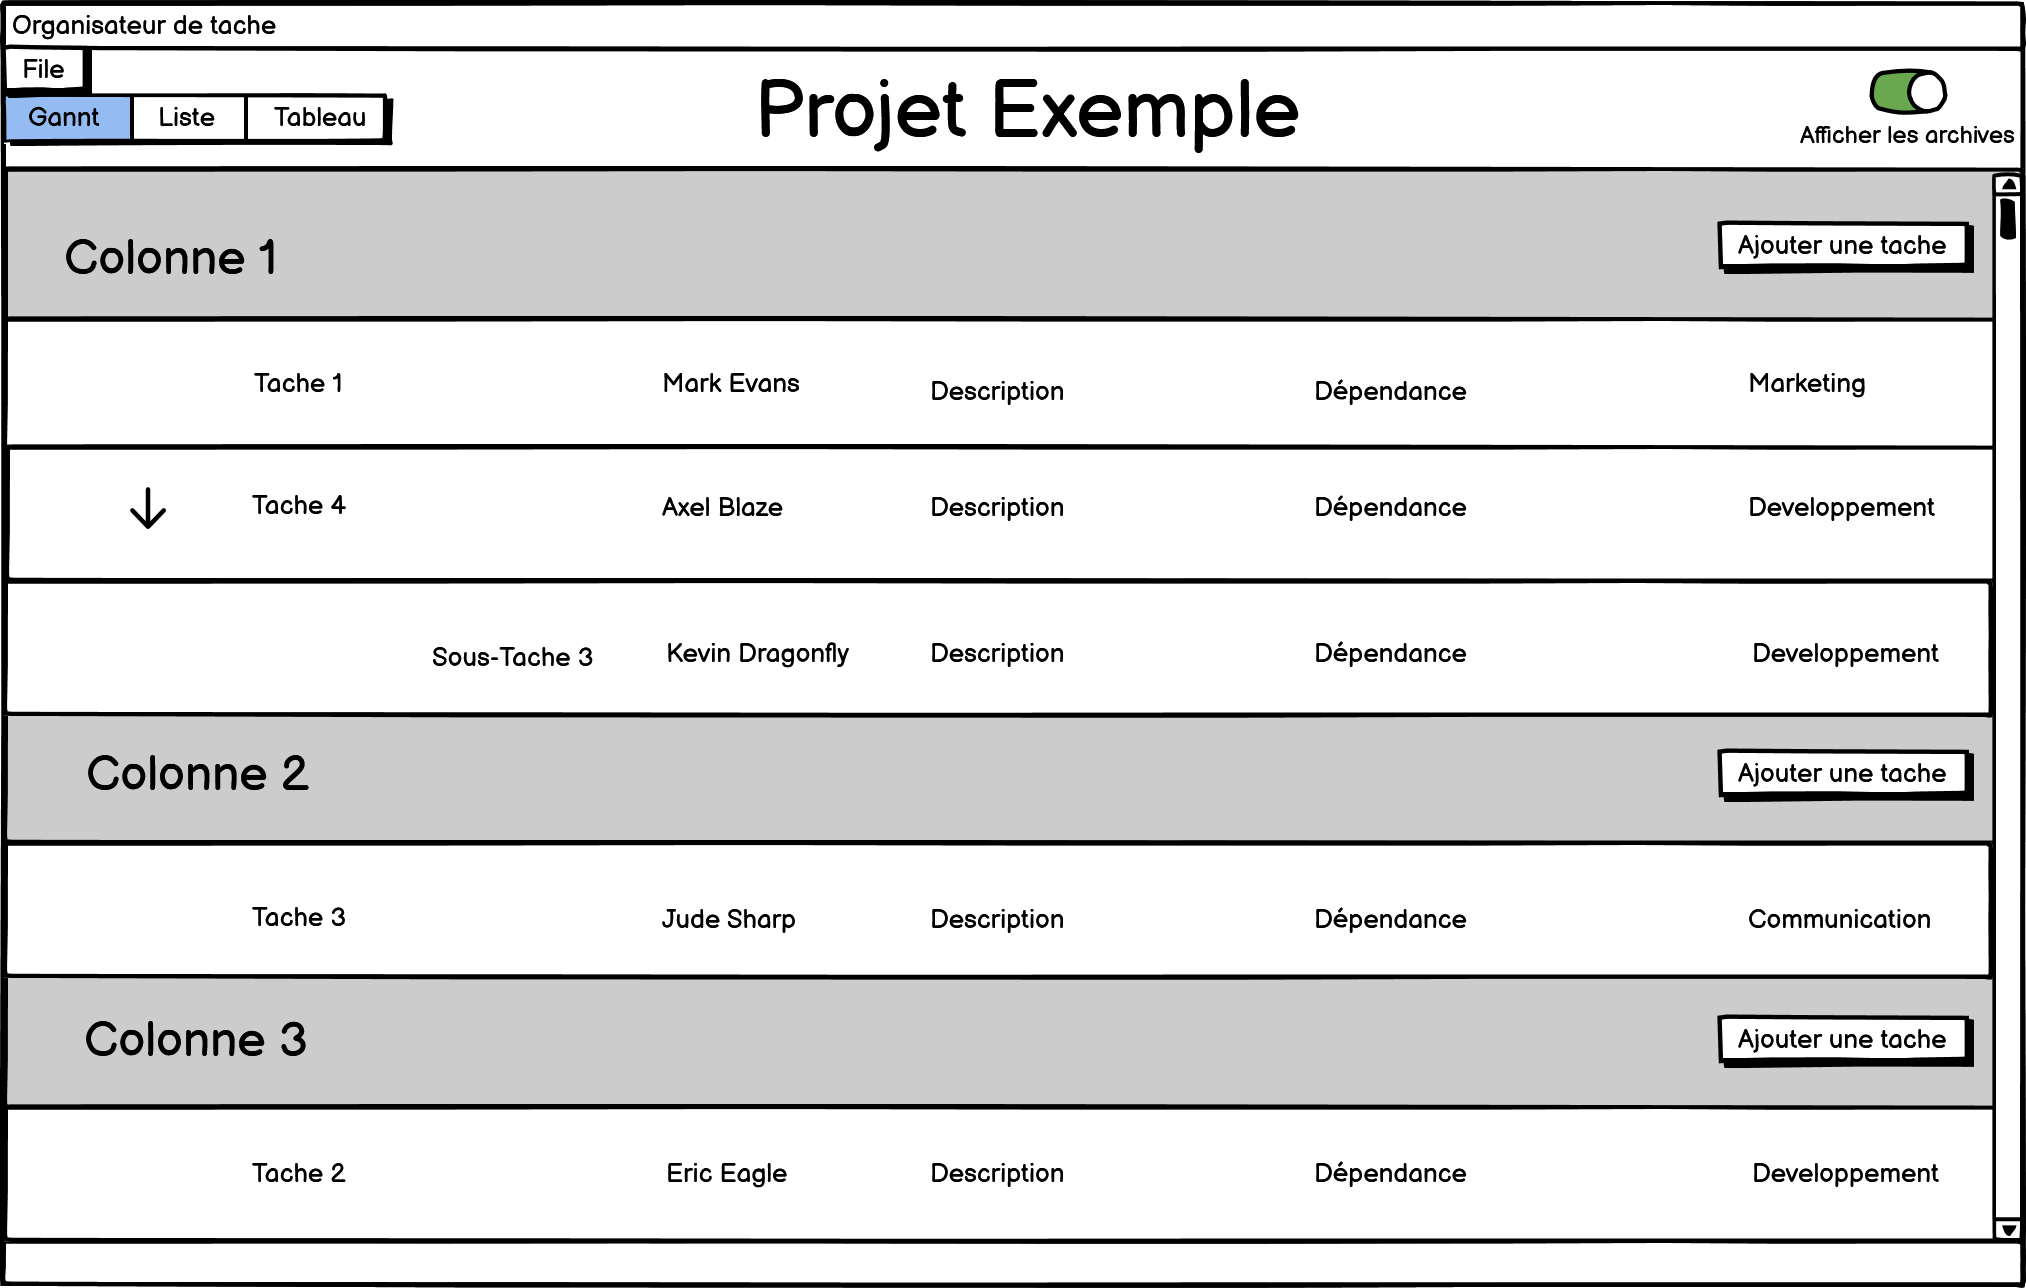 Organisateur de tache
File
Gannt Liste Tableau
Projet Exemple
Afficher les archives
Colonne 1
Ajouter une tache
Tache 1 Mark Evans Description Dépendance Marketing
Tache 4 Axel Blaze Description Dépendance Developpement
Sous-Tache 3 Kevin Dragonfly Description Dépendance Developpement
Colonne 2
Ajouter une tache
Tache 3 Jude Sharp Description Dépendance Communication
Colonne 3
Ajouter une tache
Tache 2 Eric Eagle Description Dépendance Developpement